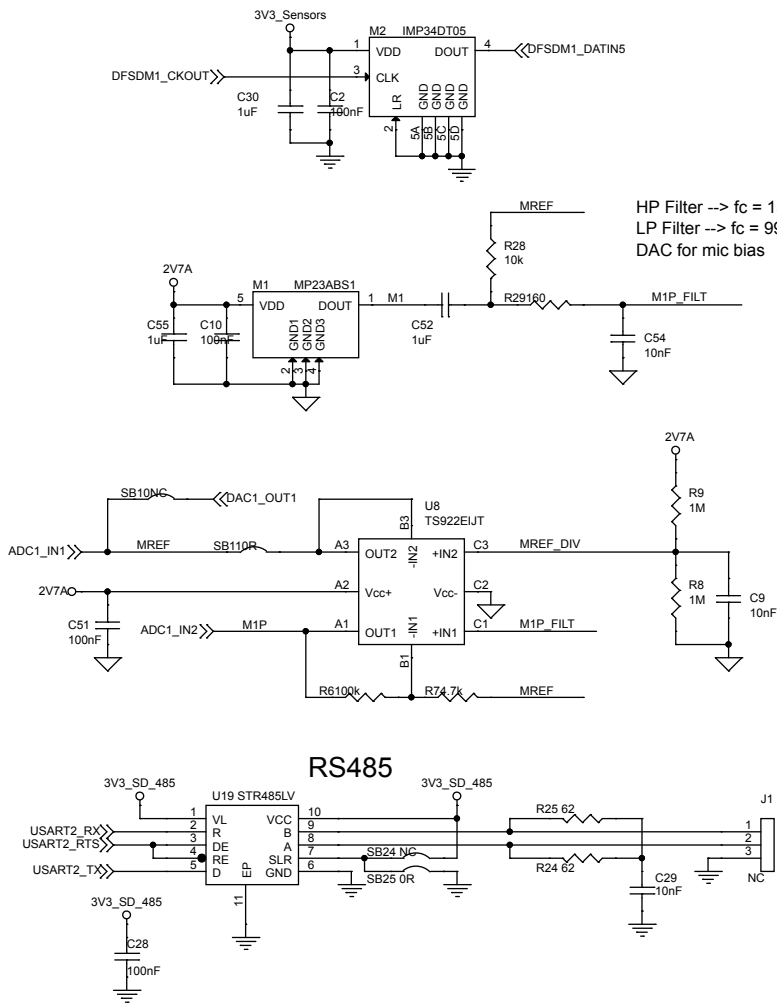 3V3_Sensors
M2 IMP34DT05
1 VDD DOUT 4 DFSDM1_DATIN5
DFSDM1_CKOUT 3 CLK
C30 1uF
C2 100nF
LR GND GND GND GND
2 5A 5B 5C 5D
MREF
HP Filter --> fc = 1
LP Filter --> fc = 99
DAC for mic bias
R28
10k
2V7A
M1 MP23ABS1
5 VDD DOUT 1 M1
R29160
M1P_FILT
C55 1uF
C10 100nF
GND1 GND2 GND3
2 3 4
C52
1uF
C54
10nF
2V7A
R9
1M
SB10NC DAC1_OUT1
U8
TS922EIJT
B3
ADC1_IN1 MREF SB110R A3 OUT2 -IN2 +IN2 C3 MREF_DIV
2V7A A2 Vcc+ Vcc- C2
R8
1M
C9
10nF
C51
100nF
ADC1_IN2 M1P A1 OUT1 -IN1 +IN1 C1 M1P_FILT
B1
R6100k R74.7k MREF
RS485
3V3_SD_485 3V3_SD_485
U19 STR485LV
1 VL VCC 10
USART2_RX 2 R B 9
USART2_RTS 3 DE A 8
4 RE SLR 7
USART2_TX 5 D GND 6
EP
11
SB24 NC
SB25 0R
R25 62
R24 62
C29
10nF
J1
1
2
3
NC
3V3_SD_485
C28
100nF